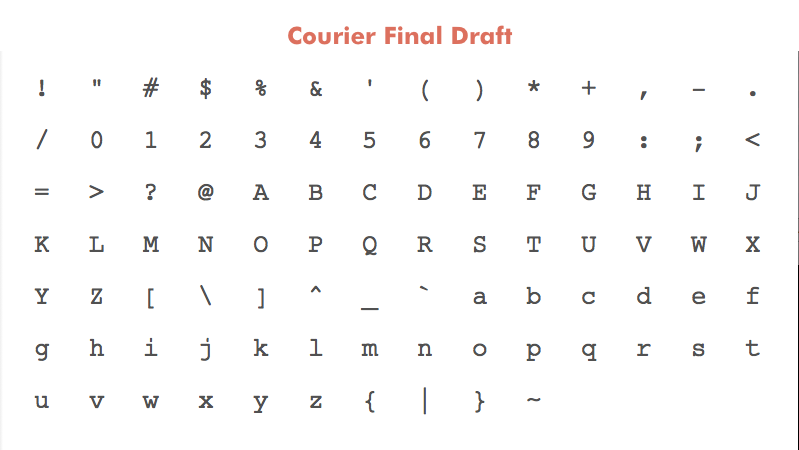 Courier Final Draft
! " # $ % & ' ( ) * + , - .
/ 0 1 2 3 4 5 6 7 8 9 : ; <
= > ? @ A B C D E F G H I J
K L M N O P Q R S T U V W X
Y Z [ \ ] ^ _ ` a b c d e f
g h i j k l m n o p q r s t
u v w x y z { | } ~